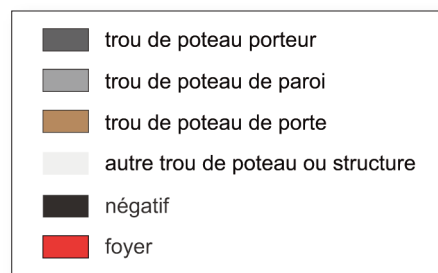 trou de poteau porteur
trou de poteau de paroi
trou de poteau de porte
autre trou de poteau ou structure
négatif
foyer